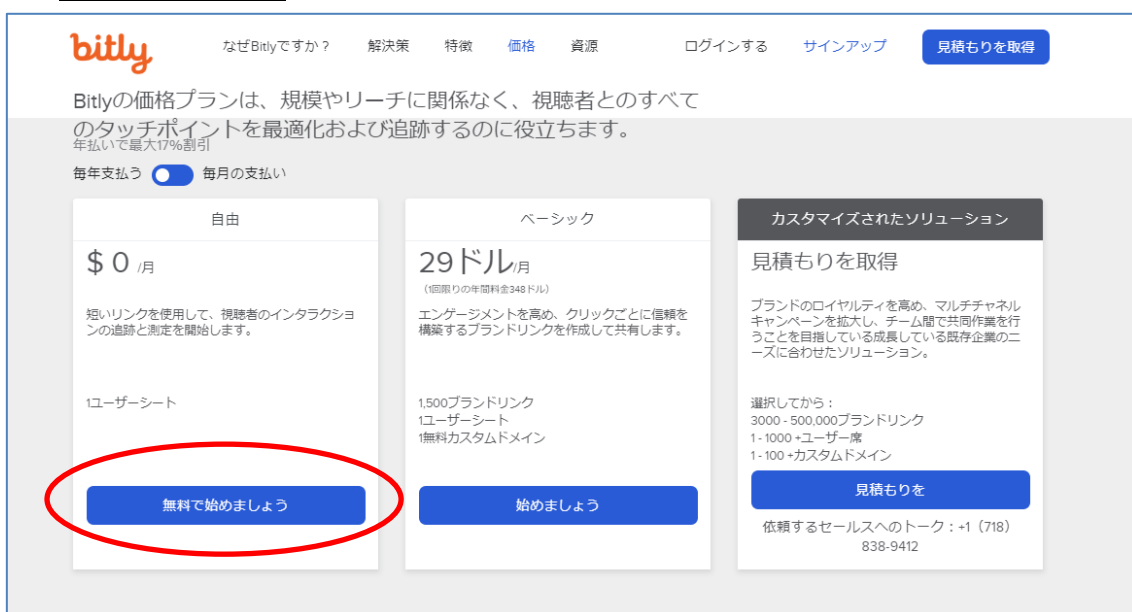 bitly
なぜBitlyですか？ 解決策 特徴 価格 資源 ログインする サインアップ 見積もりを取得
Bitlyの価格プランは、規模やリーチに関係なく、視聴者とのすべて
のタッチポイントを最適化および追跡するのに役立ちます。
年払いで最大17%割引
毎年支払う 毎月の支払い
自由
$ 0 /月
短いリンクを使用して、視聴者のインタラクショ
ンの追跡と測定を開始します。
1ユーザーシート
無料で始めましょう
ベーシック
29ドル/月
（1回限りの年間料金348ドル）
エンゲージメントを高め、クリックごとに信頼を
構築するブランドリンクを作成して共有します。
1,500ブランドリンク
1ユーザーシート
1無料カスタムドメイン
始めましょう
カスタマイズされたソリューション
見積もりを取得
ブランドのロイヤルティを高め、マルチチャネル
キャンペーンを拡大し、チーム間で共同作業を行
うことを目指している成長している既存企業のニ
ーズに合わせたソリューション。
選択してから：
3000 - 500,000ブランドリンク
1 - 1000 +ユーザー席
1 - 100 +カスタムドメイン
見積もりを
依頼するセールスへのトーク：+1（718）
838-9412